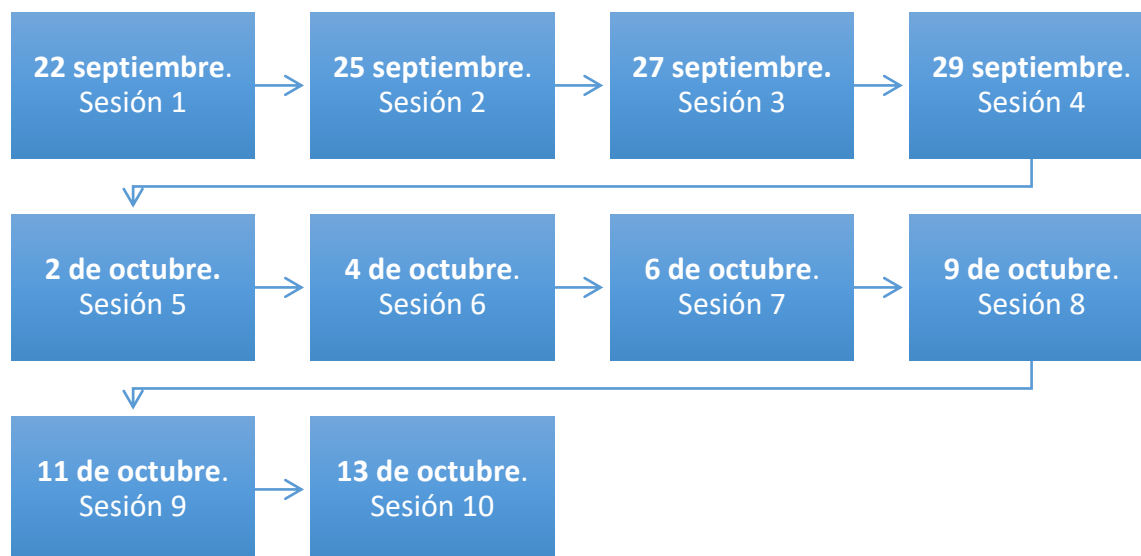 22 septiembre.
Sesión 1
25 septiembre.
Sesión 2
27 septiembre.
Sesión 3
29 septiembre.
Sesión 4
2 de octubre.
Sesión 5
4 de octubre.
Sesión 6
6 de octubre.
Sesión 7
9 de octubre.
Sesión 8
11 de octubre.
Sesión 9
13 de octubre.
Sesión 10